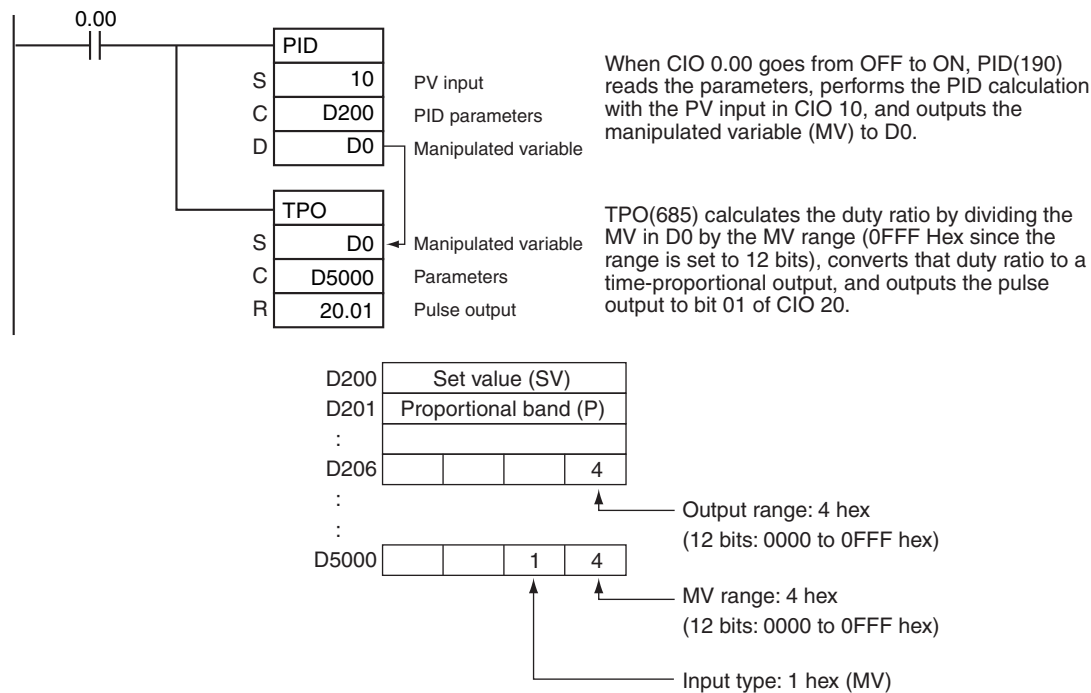 0.00
PID
S 10 PV input
C D200 PID parameters
D D0 Manipulated variable
When CIO 0.00 goes from OFF to ON, PID(190)
reads the parameters, performs the PID calculation
with the PV input in CIO 10, and outputs the
manipulated variable (MV) to D0.
TPO
S D0 Manipulated variable
C D5000 Parameters
R 20.01 Pulse output
TPO(685) calculates the duty ratio by dividing the
MV in D0 by the MV range (0FFF Hex since the
range is set to 12 bits), converts that duty ratio to a
time-proportional output, and outputs the pulse
output to bit 01 of CIO 20.
D200 Set value (SV)
D201 Proportional band (P)
:
D206 4
Output range: 4 hex
(12 bits: 0000 to 0FFF hex)
:
:
D5000 1 4
MV range: 4 hex
(12 bits: 0000 to 0FFF hex)
Input type: 1 hex (MV)